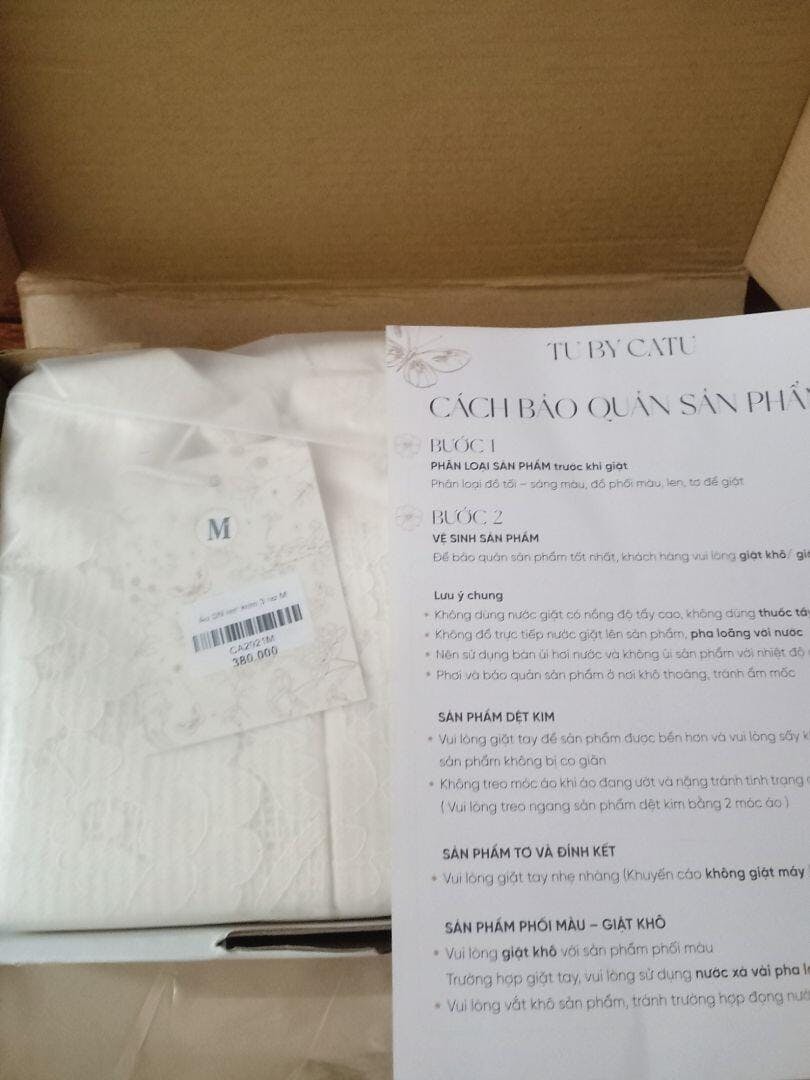 M
CA2921M
380.000
TU BY CATU
CÁCH BẢO QUẢN SẢN PHẨ
BƯỚC 1
PHÂN LOẠI SẢN PHẨM trước khi giặt
Phân loại đồ tối – sáng màu, đồ phối màu, len, tơ để giặt
BƯỚC 2
VỆ SINH SẢN PHẨM
Để bảo quản sản phẩm tốt nhất, khách hàng vui lòng giặt khô/
Lưu ý chung
* Không dùng nước giặt có nồng độ tẩy cao, không dùng thuốc tẩ
* Không đổ trực tiếp nước giặt lên sản phẩm, pha loãng với nước
* Nên sử dụng bàn ủi hơi nước và không ủi sản phẩm với nhiệt độ
* Phơi và bảo quản sản phẩm ở nơi khô thoáng, tránh ẩm mốc
SẢN PHẨM DỆT KIM
* Vui lòng giặt tay để sản phẩm được bền hơn và vui lòng sấy
sản phẩm không bị co giãn
* Không treo móc áo khi áo đang ướt và nặng tránh tình trạng
( Vui lòng treo ngang sản phẩm dệt kim bằng 2 móc áo )
SẢN PHẨM TƠ VÀ ĐÍNH KẾT
* Vui lòng giặt tay nhẹ nhàng (Khuyến cáo không giặt máy
SẢN PHẨM PHỐI MÀU – GIẶT KHÔ
* Vui lòng giặt khô với sản phẩm phối màu
Trường hợp giặt tay, vui lòng sử dụng nước xả vải pha
* Vui lòng vắt khô sản phẩm, tránh trường hợp đọng nướ